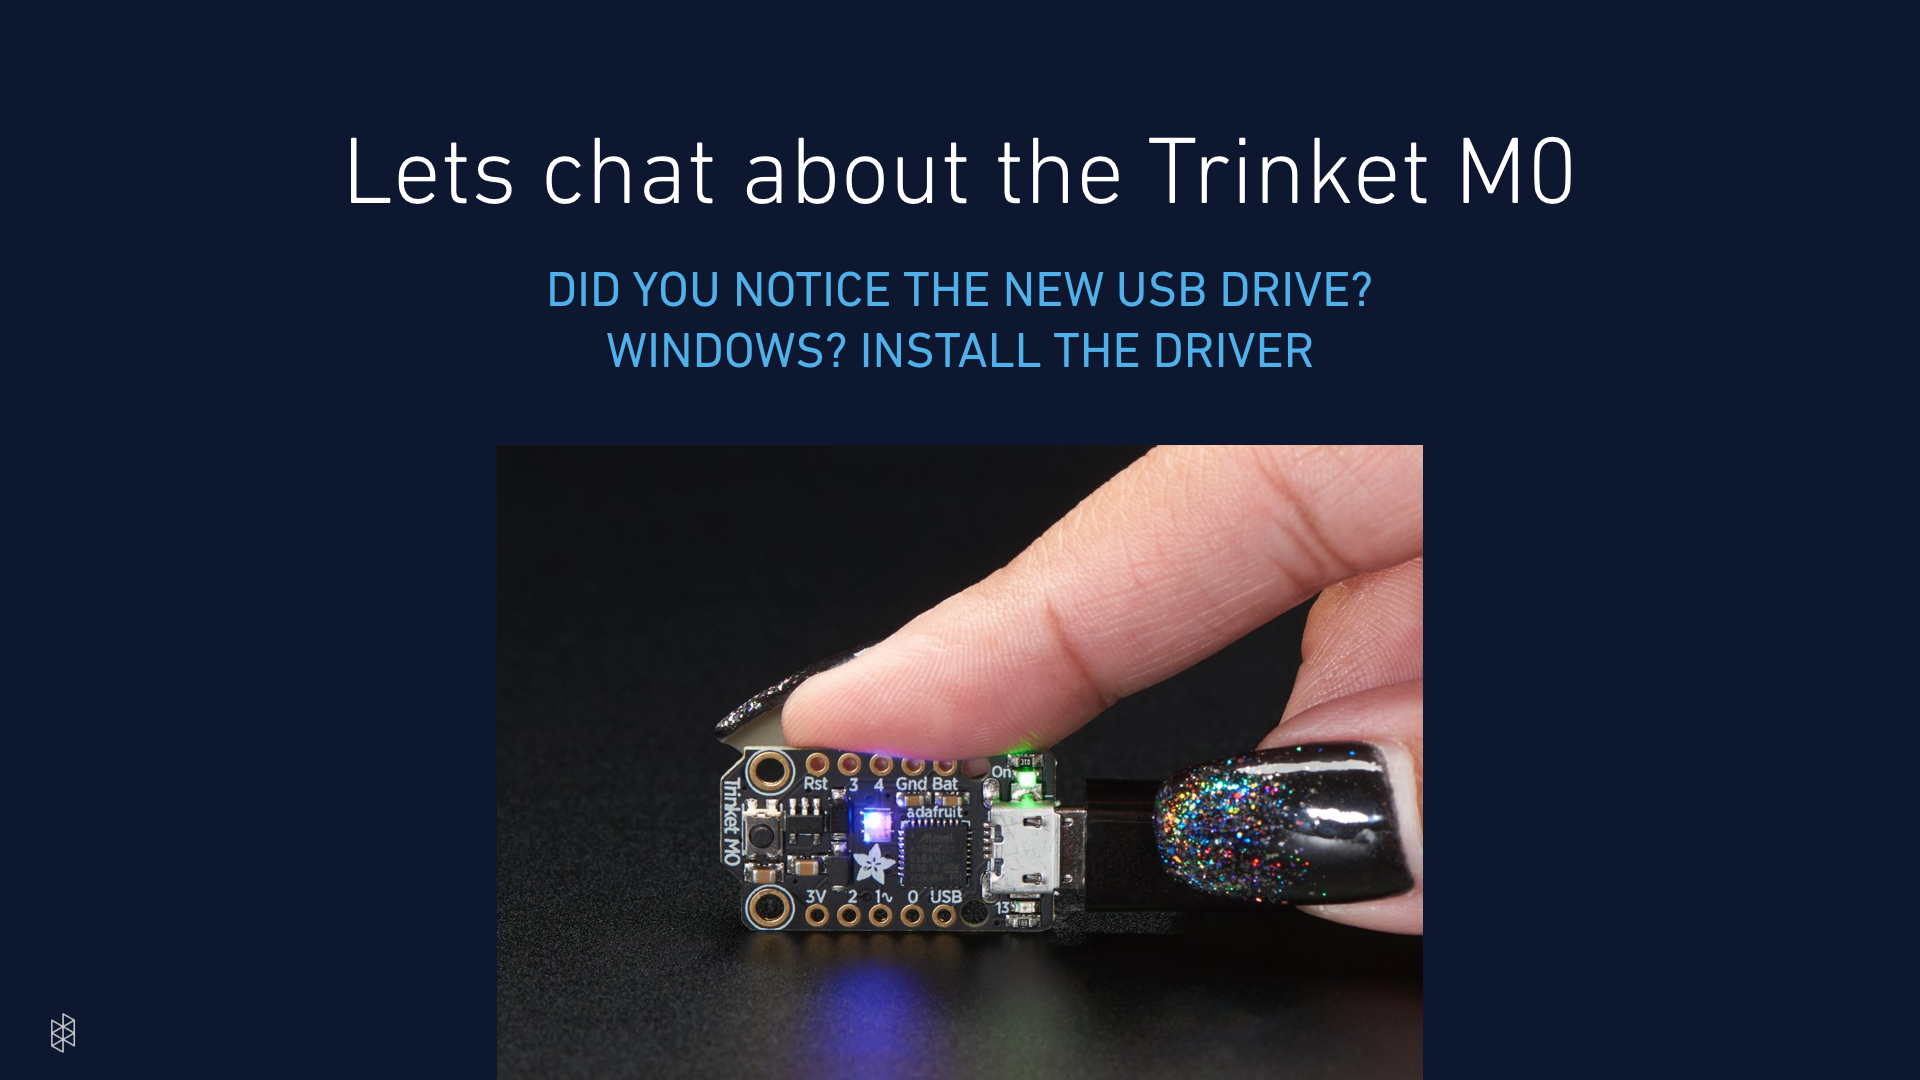 Lets chat about the Trinket M0
DID YOU NOTICE THE NEW USB DRIVE?
WINDOWS? INSTALL THE DRIVER
Trinket M0
Rst 3 4 Gnd Bat
On
adafruit
3V 2 1~ 0 USB
13